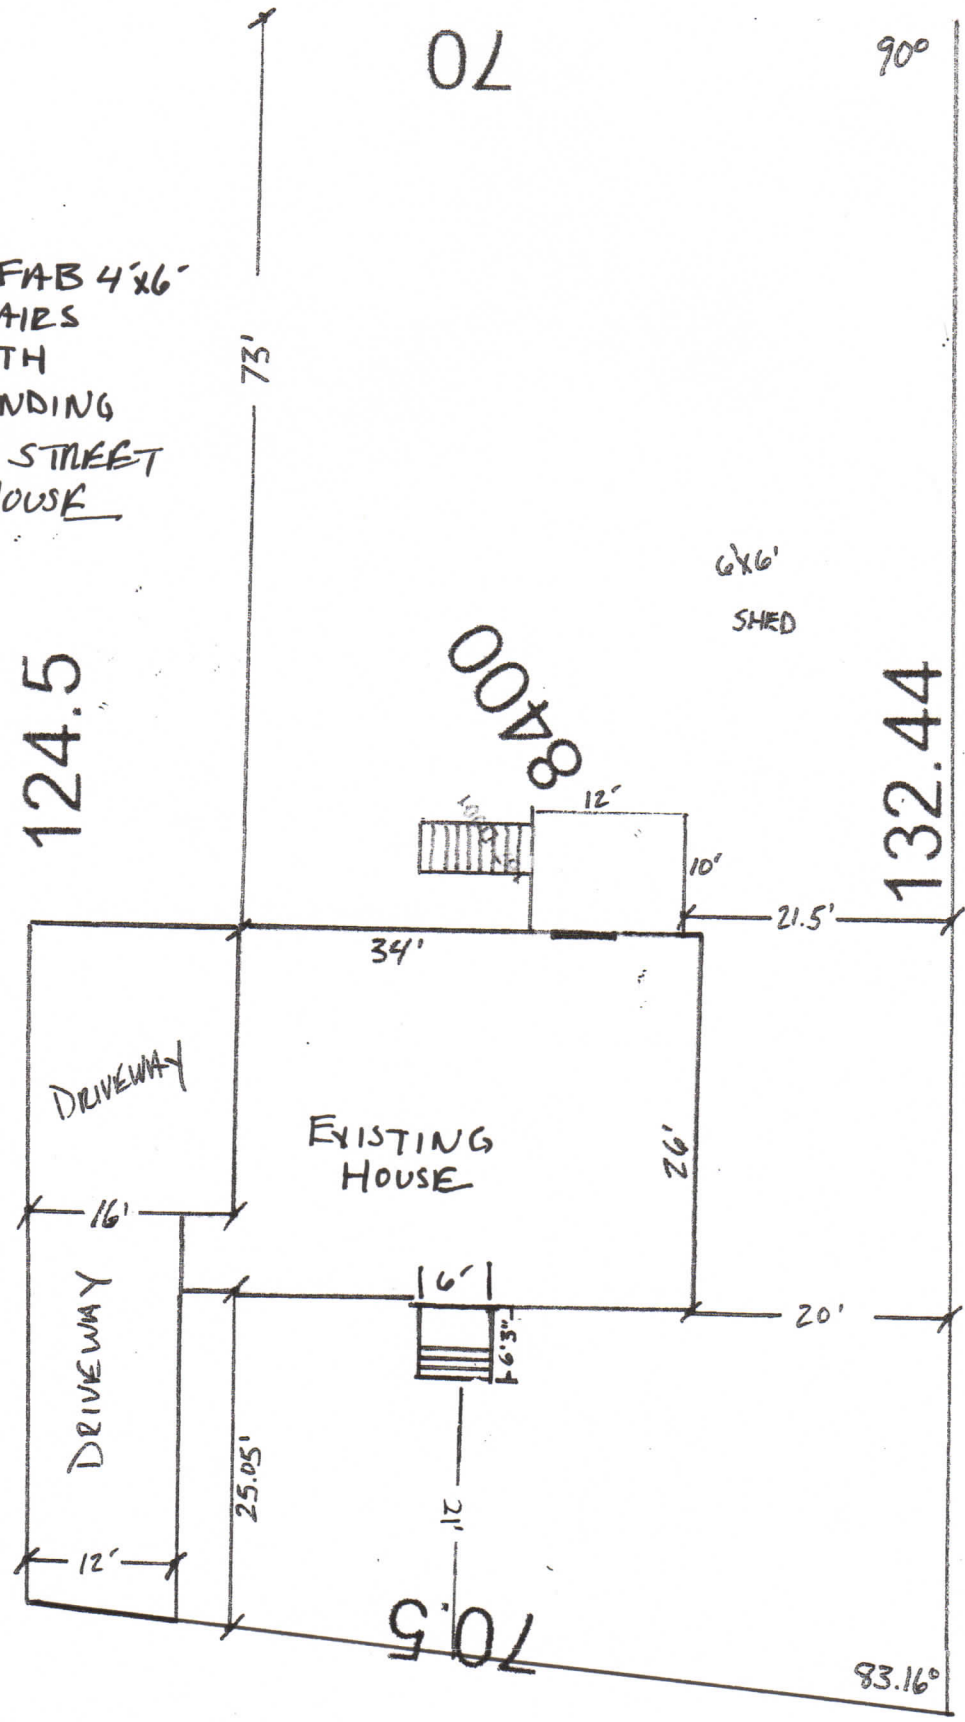 70
90°
FAB 4'x6'
AIRS
TH
NDING
STREET
HOUSE
73'
6'x6'
SHED
124.5
8400
132.44
12'
10'
21.5'
34'
DRIVEWAY
EXISTING
HOUSE
26'
16'
6'
20'
6'3"
DRIVEWAY
25.05'
21'
12'
70.5
83.16°